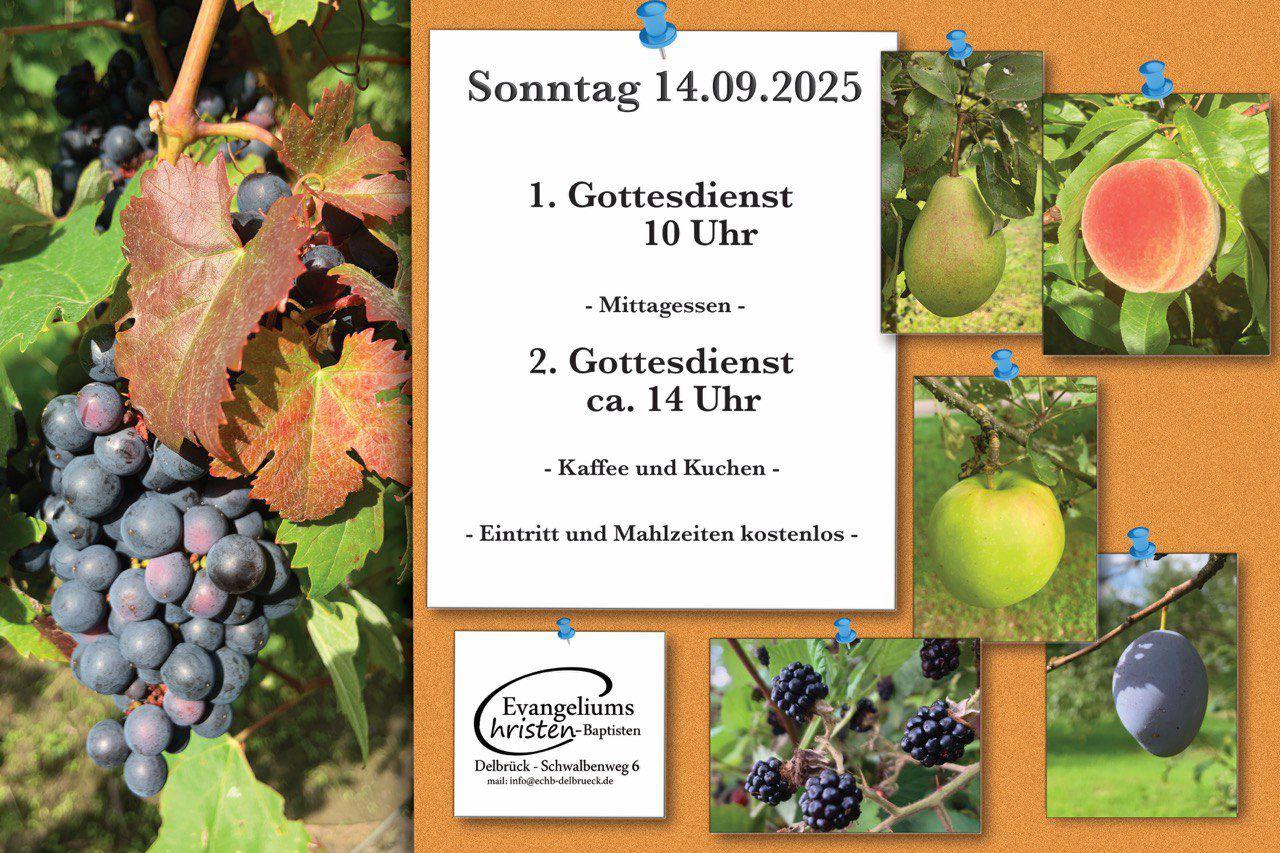 Sonntag 14.09.2025
1. Gottesdienst
10 Uhr
- Mittagessen -
2. Gottesdienst
ca. 14 Uhr
- Kaffee und Kuchen -
- Eintritt und Mahlzeiten kostenlos -
Evangeliums
Christen-Baptisten
Delbrück - Schwalbenweg 6
mail: info@echb-delbrueck.de